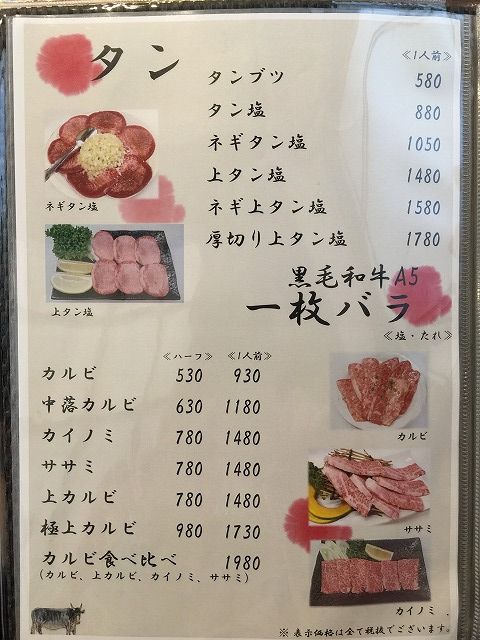 タン
《1人前》
タンブツ 580
タン塩 880
ネギタン塩 1050
上タン塩 1480
ネギ上タン塩 1580
厚切り上タン塩 1780
ネギタン塩
上タン塩
黒毛和牛A5
一枚バラ
《塩・たれ》
《ハーフ》 《1人前》
カルビ 530 930
中落カルビ 630 1180
カイノミ 780 1480
ササミ 780 1480
上カルビ 780 1480
極上カルビ 980 1730
カルビ食べ比べ 1980
(カルビ、上カルビ、カイノミ、ササミ)
カルビ
ササミ
カイノミ
※ 表示価格は全て税抜でございます。